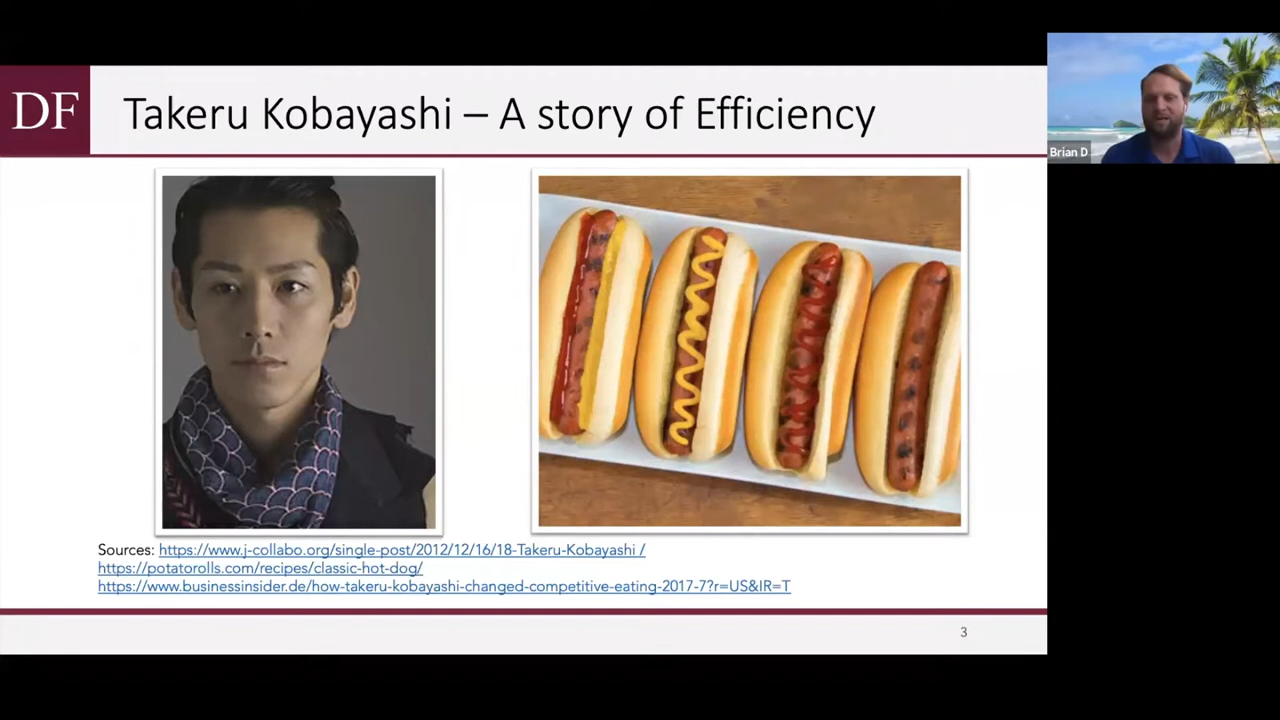 DF
Takeru Kobayashi – A story of Efficiency
Brian D
Sources: https://www.j-collabo.org/single-post/2012/12/16/18-Takeru-Kobayashi /
https://potatorolls.com/recipes/classic-hot-dog/
https://www.businessinsider.de/how-takeru-kobayashi-changed-competitive-eating-2017-7?r=US&IR=T
3